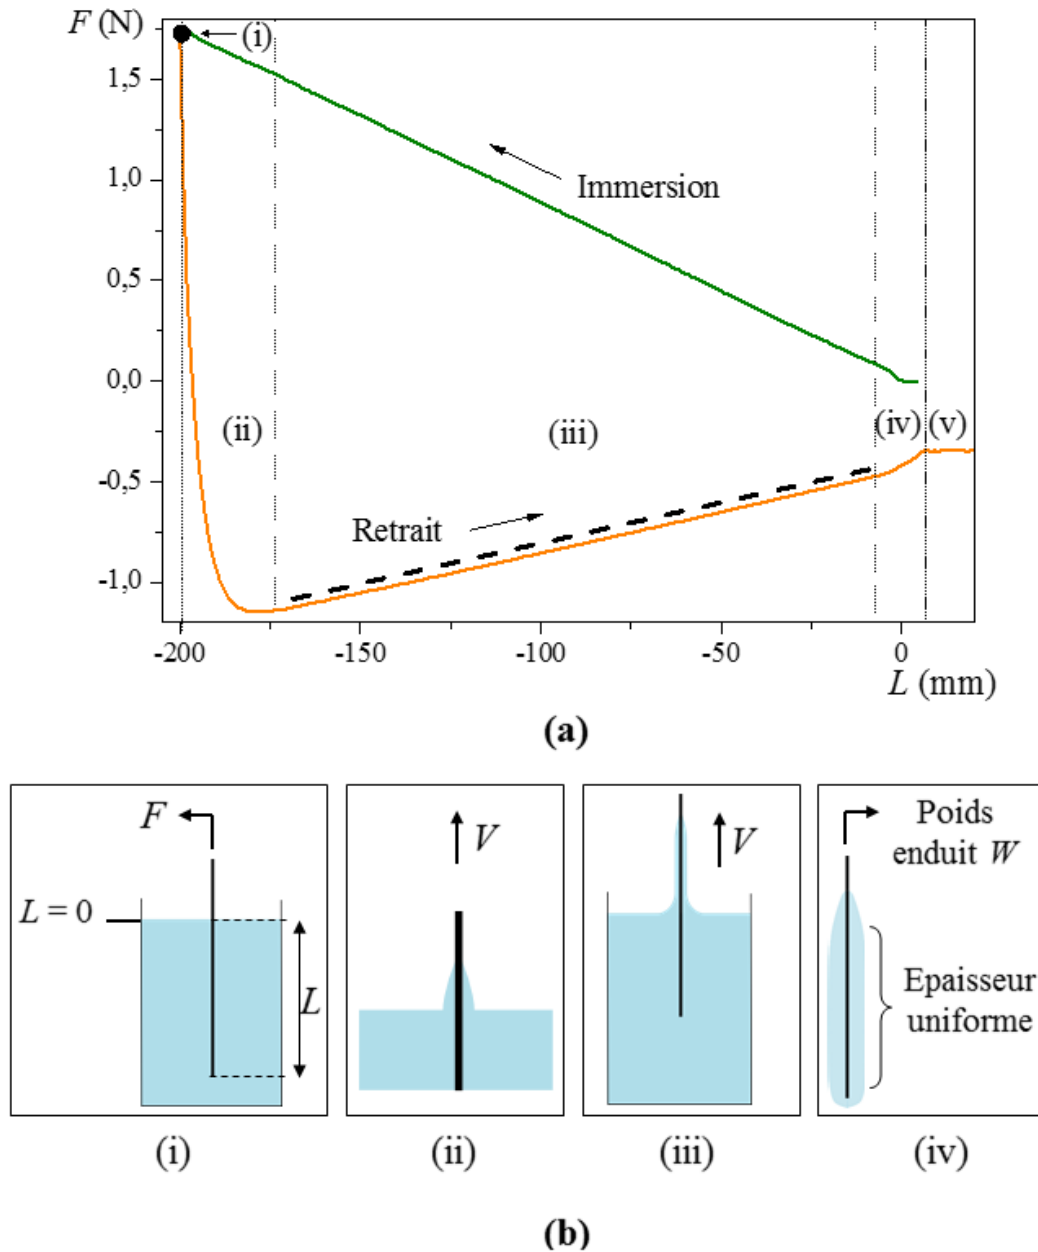 F (N)
(i)
1,5
1,0
0,5
0,0
-0,5
-1,0
Immersion
(ii)
(iii)
(iv)
(v)
Retrait
-200
-150
-100
-50
0
L (mm)
(a)
F
L = 0
L
V
V
Poids
enduit W
Epaisseur
uniforme
(i)
(ii)
(iii)
(iv)
(b)